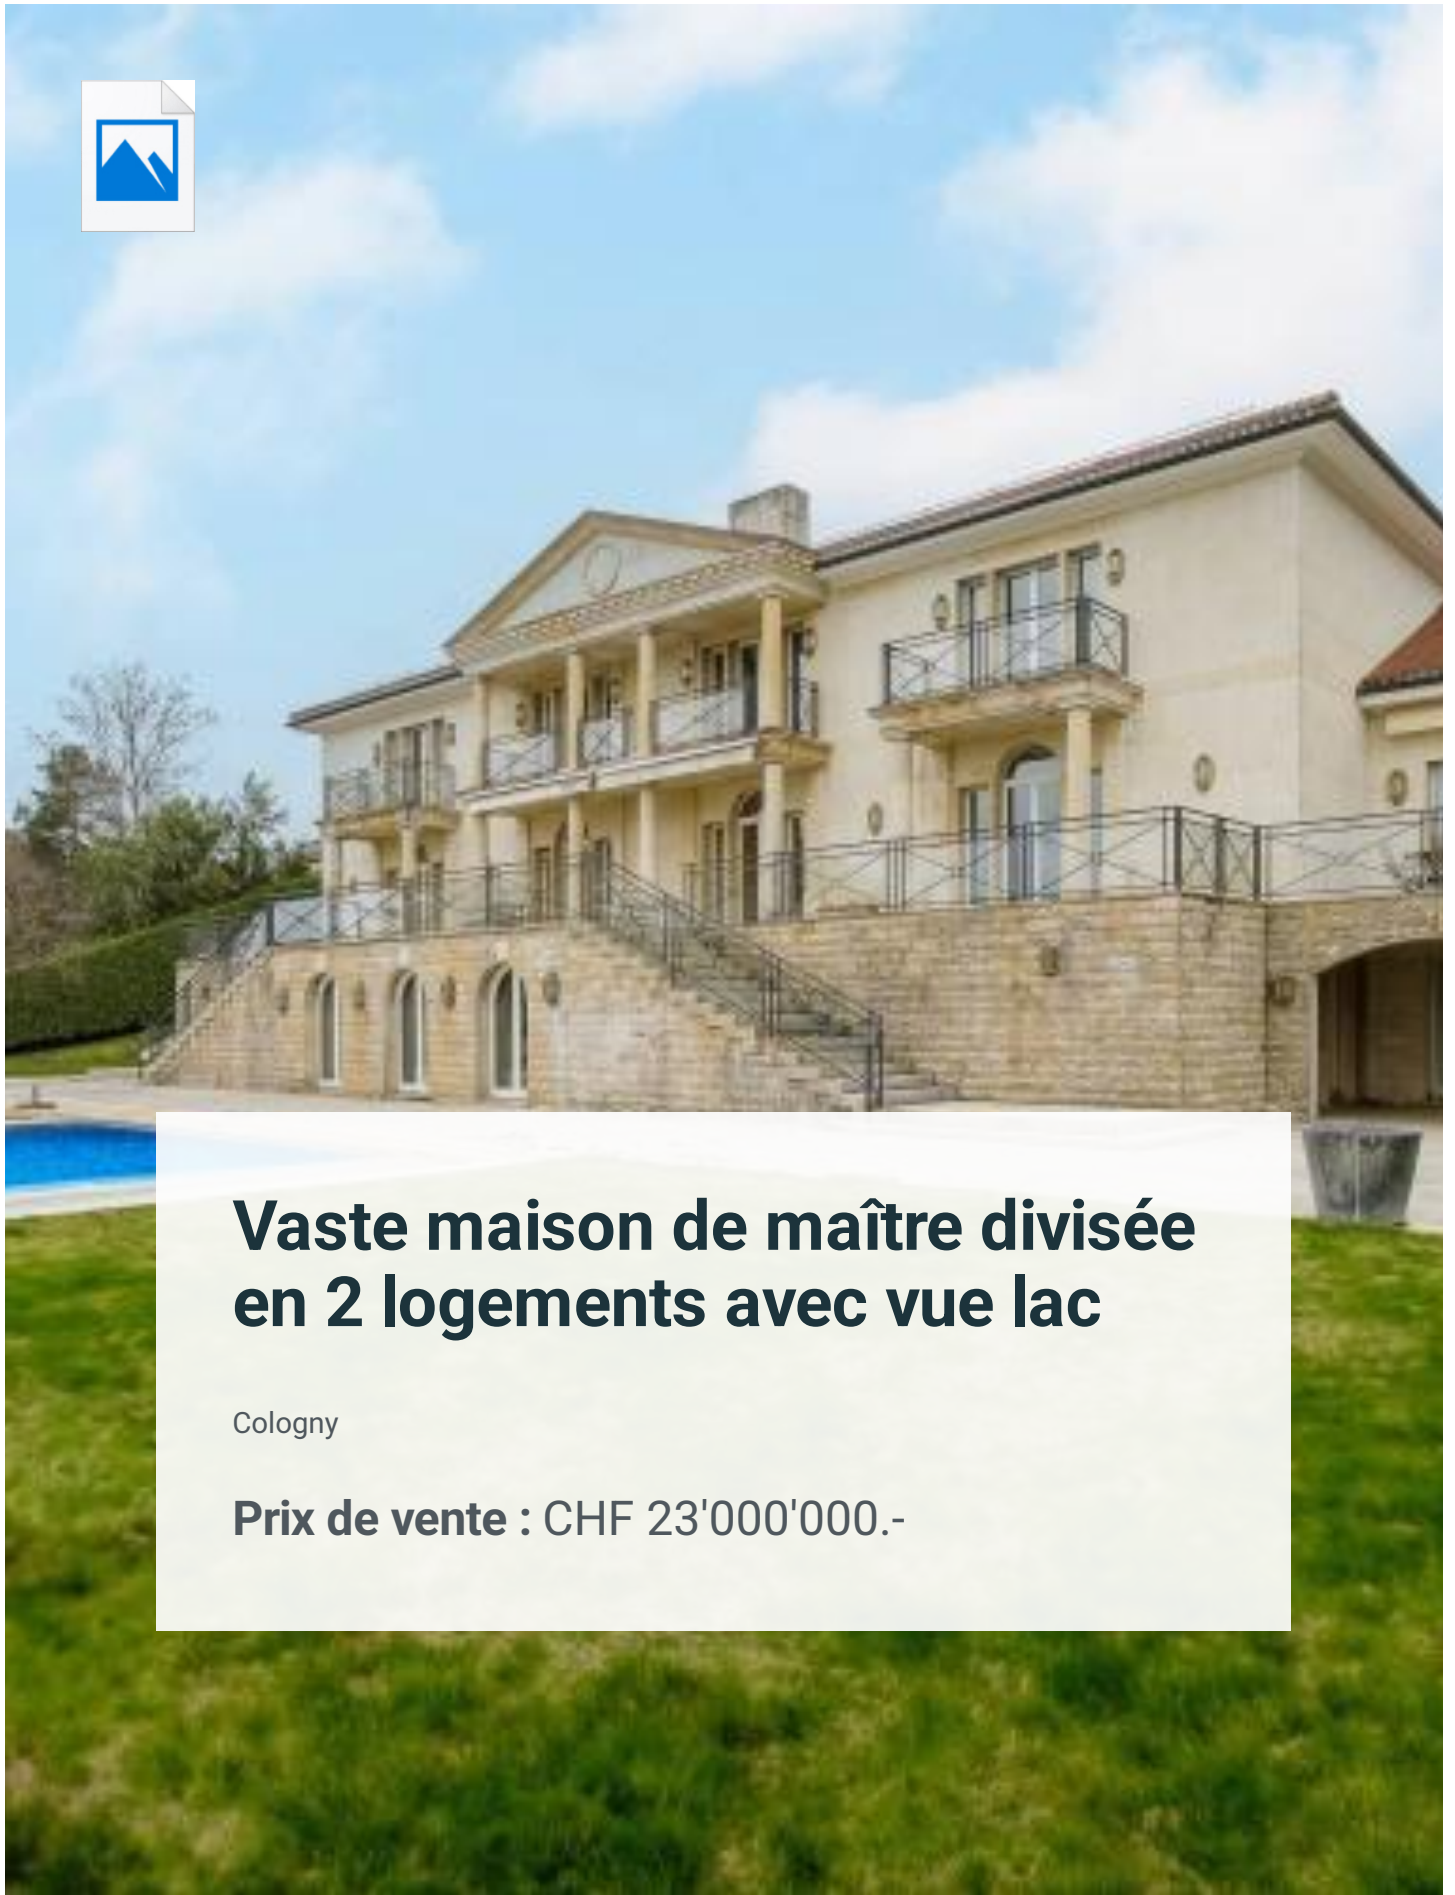 Vaste maison de maître divisée
en 2 logements avec vue lac
Cologny
Prix de vente : CHF 23'000'000.-